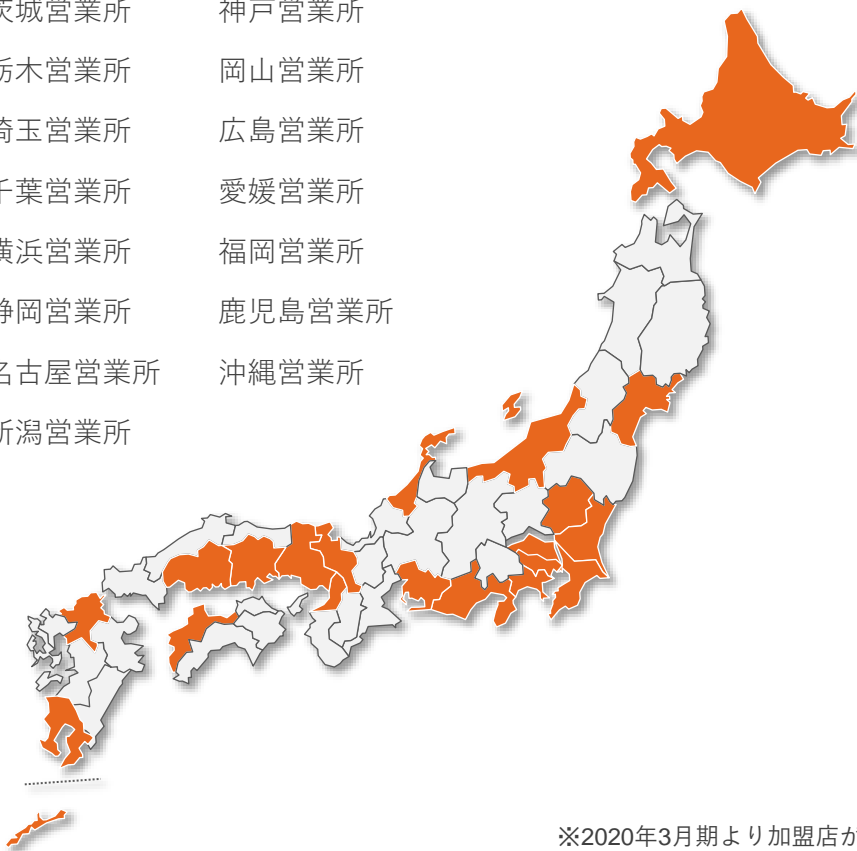 茨城営業所
栃木営業所
埼玉営業所
千葉営業所
横浜営業所
静岡営業所
名古屋営業所
新潟営業所
神戸営業所
岡山営業所
広島営業所
愛媛営業所
福岡営業所
鹿児島営業所
沖縄営業所
※2020年3月期より加盟店が